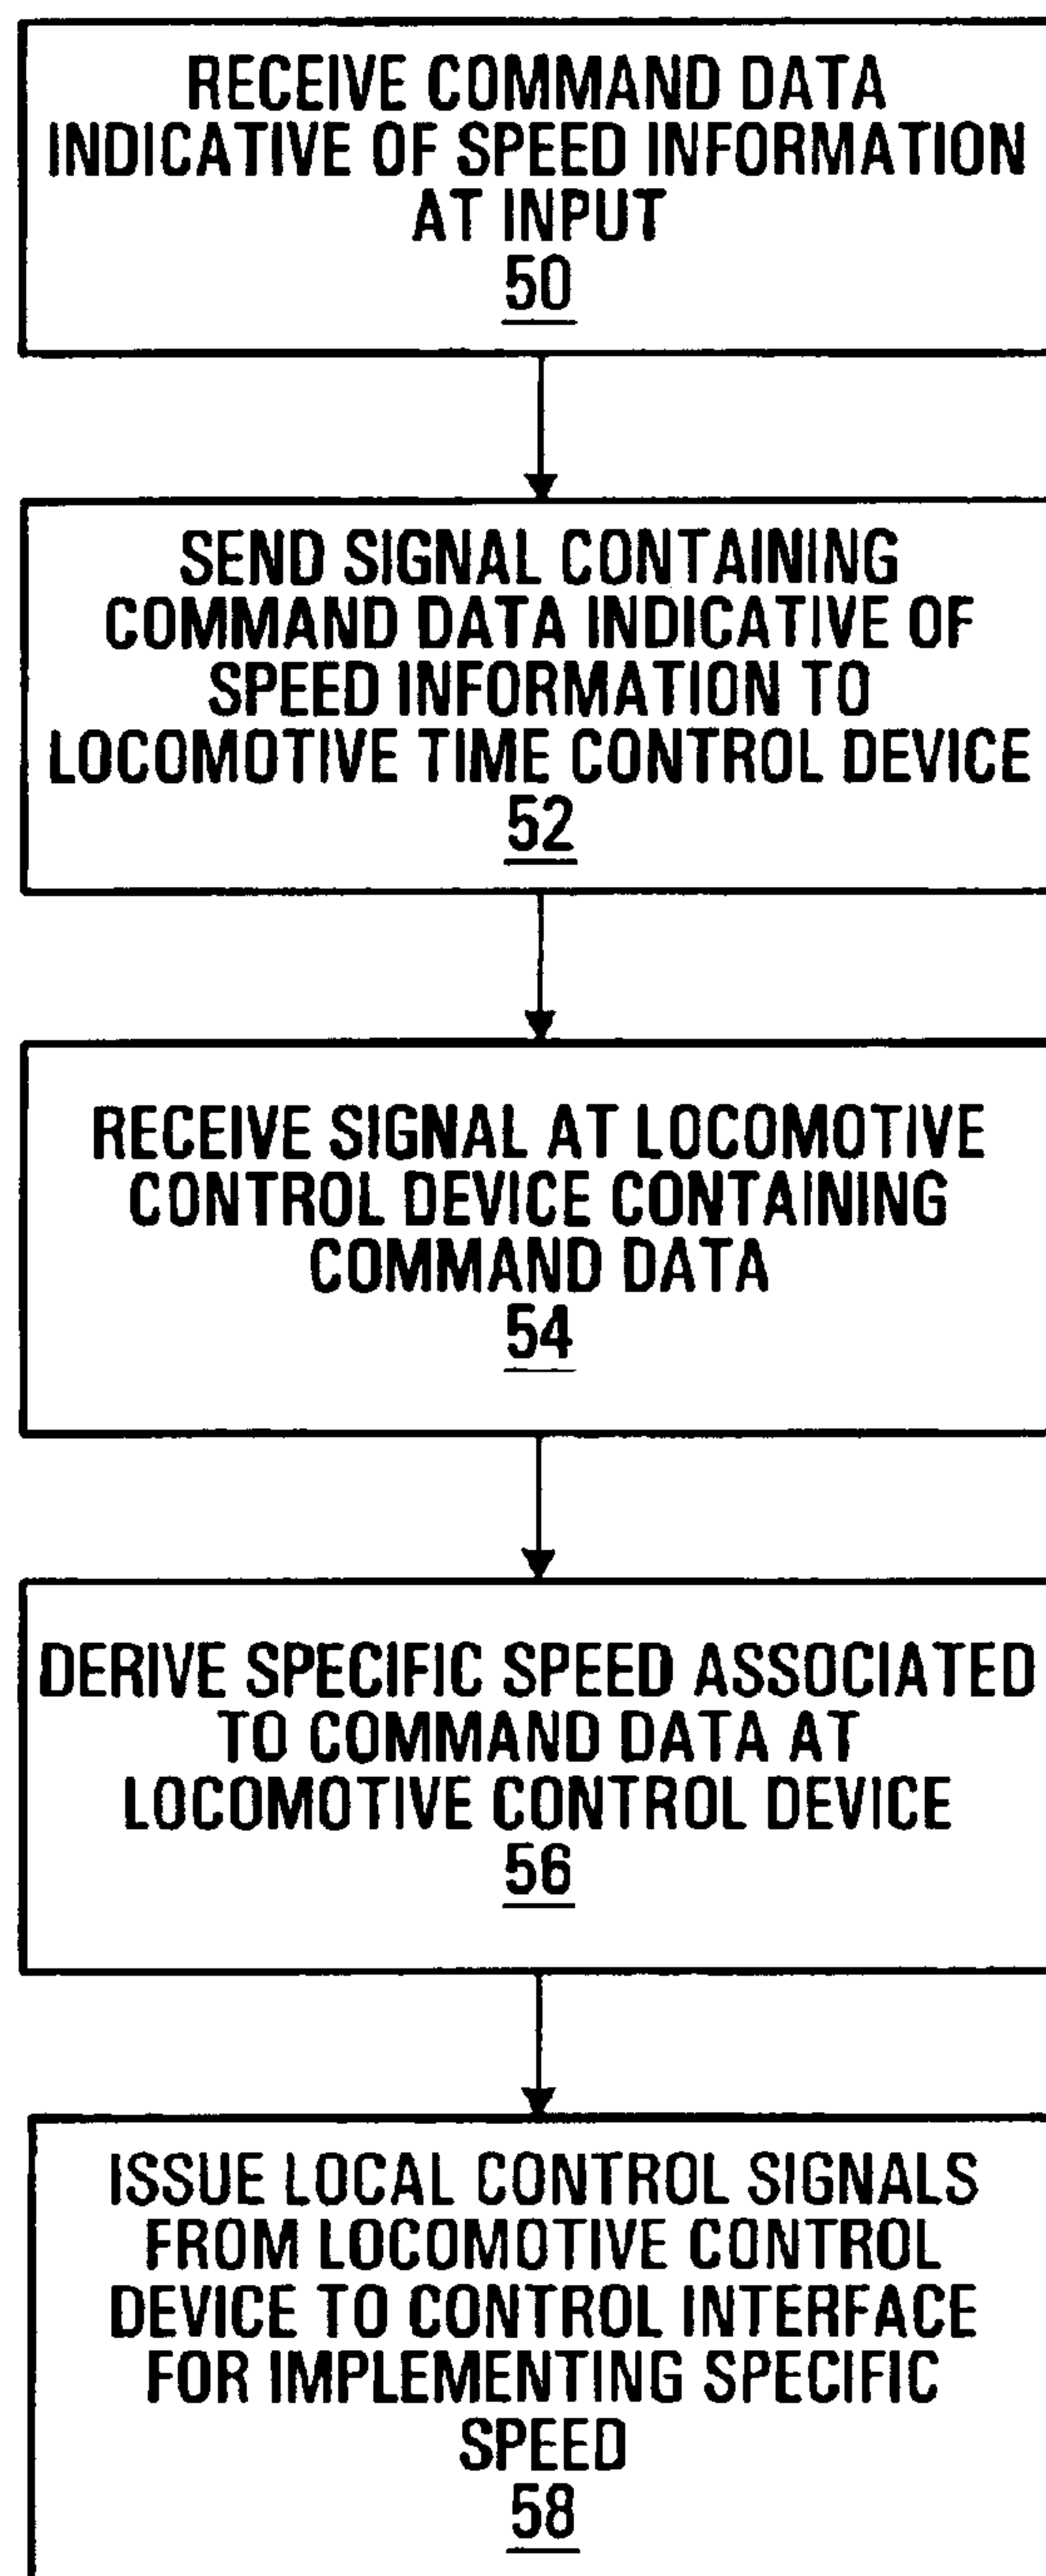 RECEIVE COMMAND DATA
INDICATIVE OF SPEED INFORMATION
AT INPUT
50
SEND SIGNAL CONTAINING
COMMAND DATA INDICATIVE OF
SPEED INFORMATION TO
LOCOMOTIVE TIME CONTROL DEVICE
52
RECEIVE SIGNAL AT LOCOMOTIVE
CONTROL DEVICE CONTAINING
COMMAND DATA
54
DERIVE SPECIFIC SPEED ASSOCIATED
TO COMMAND DATA AT
LOCOMOTIVE CONTROL DEVICE
56
ISSUE LOCAL CONTROL SIGNALS
FROM LOCOMOTIVE CONTROL
DEVICE TO CONTROL INTERFACE
FOR IMPLEMENTING SPECIFIC
SPEED
58